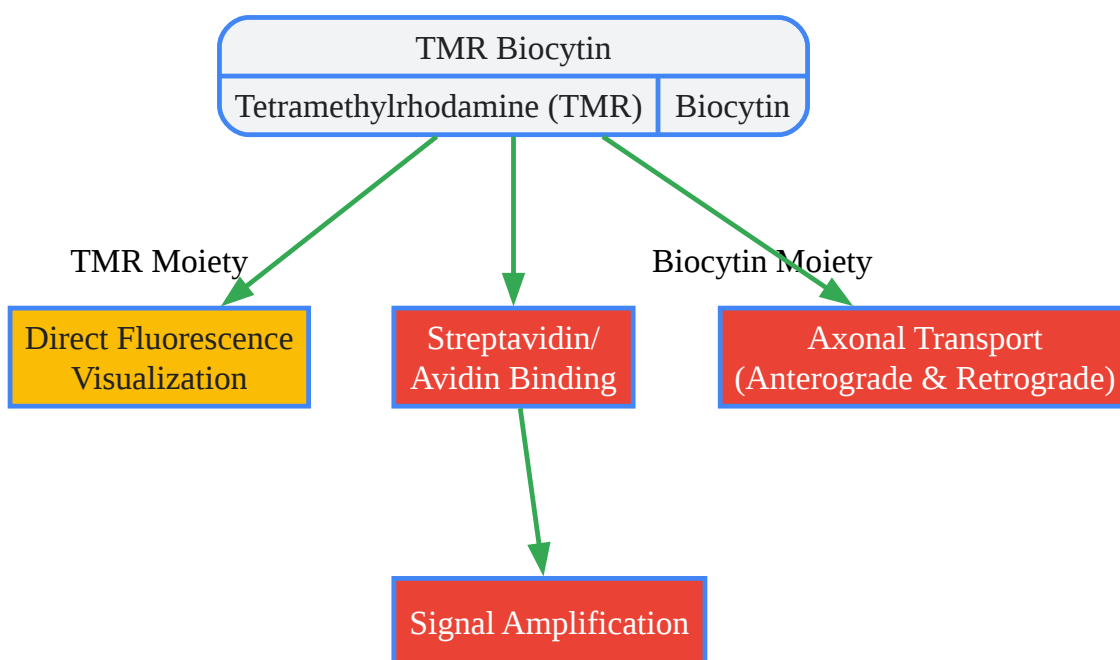 TMR Biocytin
Tetramethylrhodamine (TMR)
Biocytin
TMR Moiety
Biocytin Moiety
Direct Fluorescence
Visualization
Streptavidin/
Avidin Binding
Axonal Transport
(Anterograde & Retrograde)
Signal Amplification